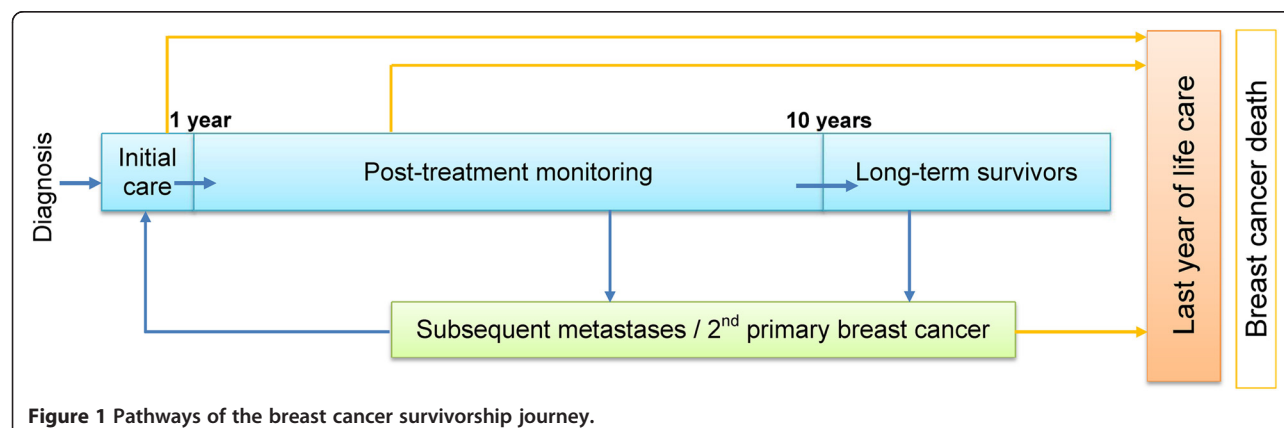 Diagnosis
1 year
10 years
Initial
care
Post-treatment monitoring
Long-term survivors
Subsequent metastases / 2nd primary breast cancer
Last year of life care
Breast cancer death
Figure 1 Pathways of the breast cancer survivorship journey.